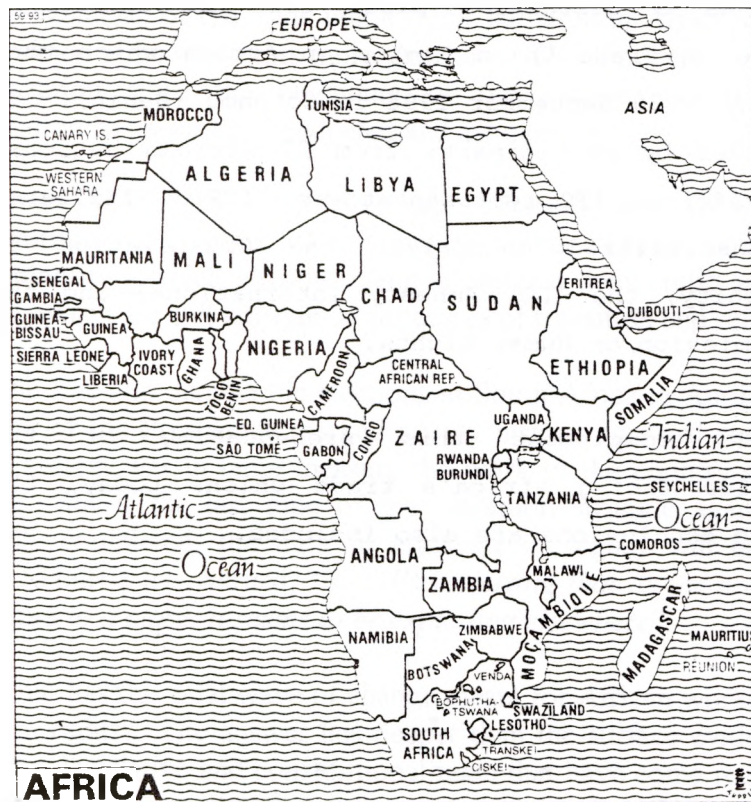 59 93
EUROPE
ASIA
TUNISIA
MOROCCO
CANARY IS.
ALGERIA
LIBYA
EGYPT
WESTERN
SAHARA
MAURITANIA
MALI
NIGER
CHAD
SUDAN
ERITREA
SENEGAL
GAMBIA
DJIBOUTI
GUINEA-
BISSAU
GUINEA
BURKINA
NIGERIA
SIERRA LEONE
IVORY
COAST
GHANA
LIBERIA
TOGO
BENIN
CAMEROON
CENTRAL
AFRICAN REP.
ETHIOPIA
SOMALIA
EQ. GUINEA
SÃO TOMÉ
GABON
CONGO
ZAIRE
UGANDA
KENYA
Indian
Ocean
RWANDA
BURUNDI
TANZANIA
SEYCHELLES
Atlantic
Ocean
COMOROS
ANGOLA
ZAMBIA
MALAWI
MOÇAMBIQUE
MADAGASCAR
NAMIBIA
ZIMBABWE
BOTSWANA
MAURITIUS
RÉUNION
VENDA
BOPHUTHA-
TSWANA
SWAZILAND
LESOTHO
SOUTH
AFRICA
TRANSKEI
CISKEI
AFRICA